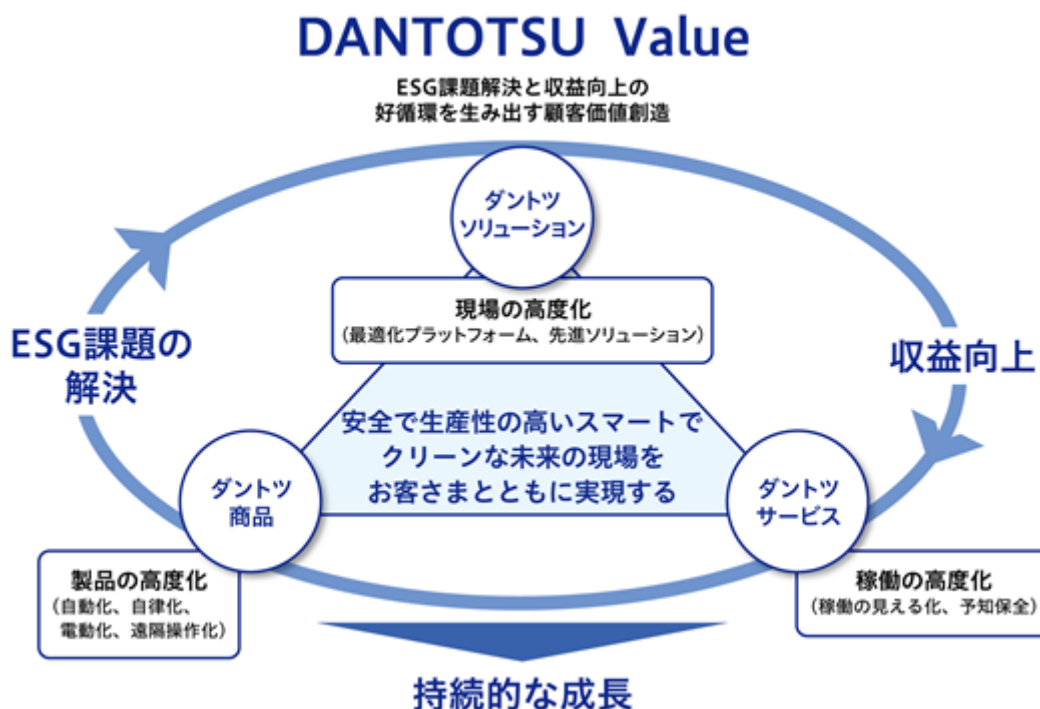 DANTOTSU Value
ESG課題解決と収益向上の
好循環を生み出す顧客価値創造
ダントツ
ソリューション
現場の高度化
(最適化プラットフォーム、先進ソリューション)
ESG課題の
解決
収益向上
安全で生産性の高いスマートで
クリーンな未来の現場を
お客さまとともに実現する
ダントツ
商品
ダントツ
サービス
製品の高度化
(自動化、自律化、
電動化、遠隔操作化)
稼働の高度化
(稼働の見える化、予知保全)
持続的な成長